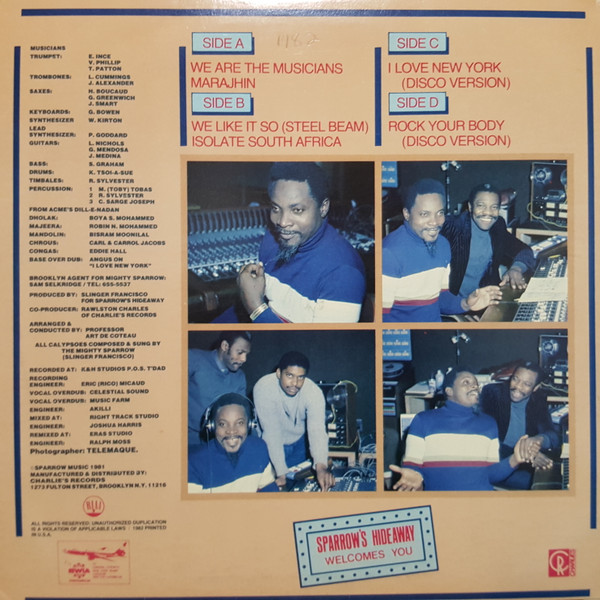 MUSICIANS
TRUMPET: E. INCE
V. PHILLIP
T. PATTON
TROMBONES: L. CUMMINGS
J. ALEXANDER
SAXES: H. BOUCAUD
G. GREENWICH
J. SMART
KEYBOARDS: G. BOWEN
SYNTHESIZER W. KIRTON
LEAD
SYNTHESIZER: P. GODDARD
GUITARS: L. NICHOLS
G. MENDOSA
J. MEDINA
BASS: S. GRAHAM
DRUMS: K. TSOI-A-SUE
TIMBALES: R. SYLVESTER
PERCUSSION: 1 M. (TOBY) TOBAS
2 R. SYLVESTER
3 C. SARGE JOSEPH
FROM ACME'S DILL-E-NADAN
DHOLAK: BOYA S. MOHAMMED
MAJEERA: ROBIN N. MOHAMMED
MANDOLIN: BISRAM MOONILAL
CHROUS: CARL & CARROL JACOBS
CONGAS: EDDIE HALL
BASE OVER DUB: ANGUS ON
"I LOVE NEW YORK"
BROOKLYN AGENT FOR MIGHTY SPARROW:
SAM SELKRIDGE / TEL: 655-5527
PRODUCED BY: SLINGER FRANCISCO
FOR SPARROW'S HIDEAWAY
CO-PRODUCER: RAWLSTON CHARLES
OF CHARLIE'S RECORDS
ARRANGED &
CONDUCTED BY: PROFESSOR
ART DE COTEAU
ALL CALYPSOES COMPOSED & SUNG BY
THE MIGHTY SPARROW
(SLINGER FRANCISCO)
RECORDED AT: K&H STUDIOS P.O.S. T'DAD
RECORDING
ENGINEER: ERIC (RICO) MICAUD
VOCAL OVERDUB: CELESTIAL SOUND
VOCAL OVERDUB: MUSIC FARM
ENGINEER: AKILLI
MIXED AT: RIGHT TRACK STUDIO
ENGINEER: JOSHUA HARRIS
REMIXED AT: ERAS STUDIO
ENGINEER: RALPH MOSS
Photographer: TELEMAQUE.
SPARROW MUSIC 1981
MANUFACTURED & DISTRIBUTED BY:
CHARLIE'S RECORDS
1273 FULTON STREET, BROOKLYN N.Y. 11216
ALL RIGHTS RESERVED. UNAUTHORIZED DUPLICATION
IS A VIOLATION OF APPLICABLE LAWS 1982 PRINTED
IN U.S.A.
BWIA
SIDE A
WE ARE THE MUSICIANS
MARAJHIN
SIDE B
WE LIKE IT SO (STEEL BEAM)
ISOLATE SOUTH AFRICA
SIDE C
I LOVE NEW YORK
(DISCO VERSION)
SIDE D
ROCK YOUR BODY
(DISCO VERSION)
SPARROW'S HIDEAWAY
WELCOMES YOU